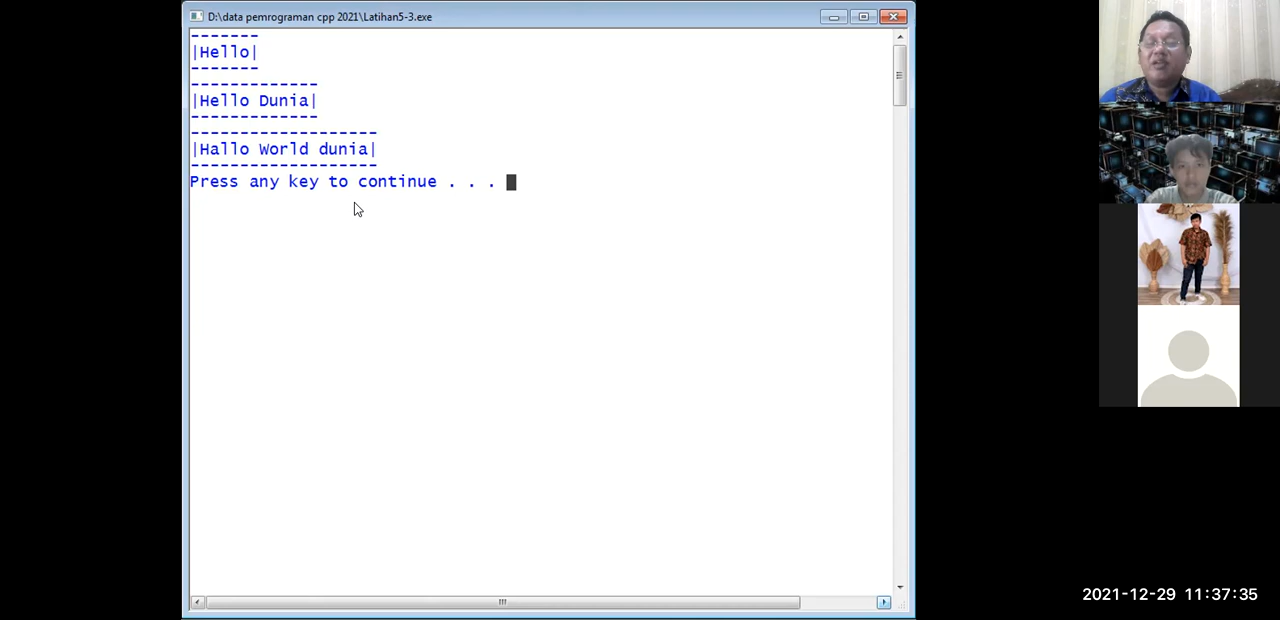 D:\data pemrograman cpp 2021\Latihan5-3.exe
-------
|Hello|
-------
-------------
|Hello Dunia|
-------------
-------------------
|Hallo World dunia|
-------------------
Press any key to continue . . .
2021-12-29 11:37:35